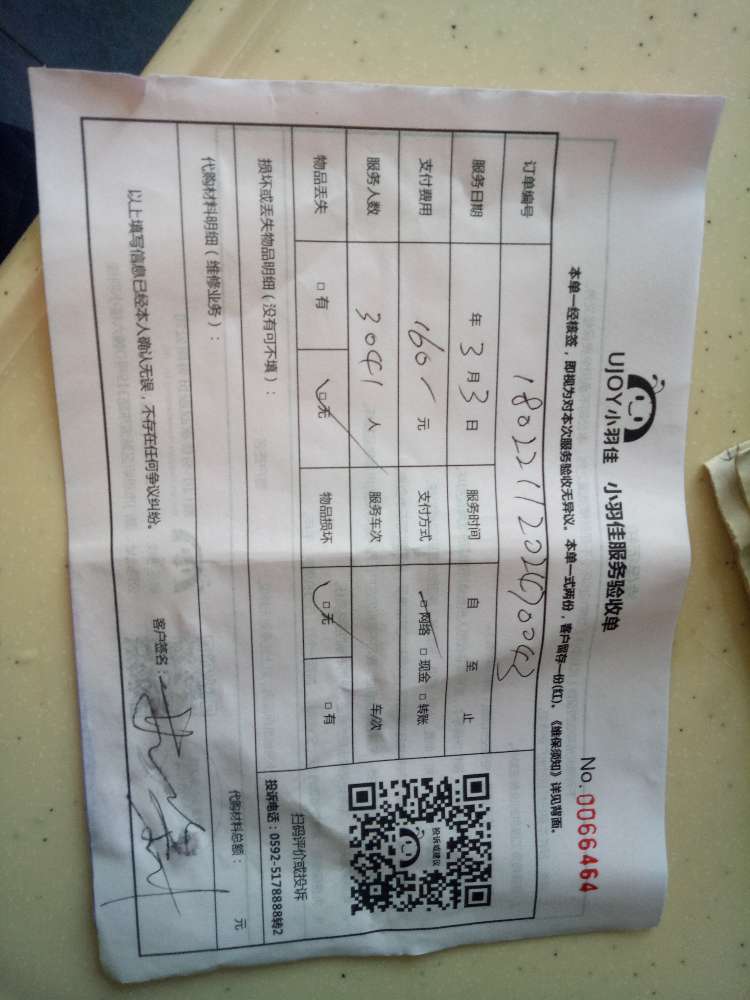 UJOY小羽佳 小羽佳服务验收单
No. 0066464
本单一经核签，即视为对本次服务验收无异议。本单一式两份，客户留存一份(红)、《维保须知》详见背面。
订单编号
服务日期 年 3 月 3 日 服务时间 自 至 止
支付费用 160 元 支付方式 □网络 □现金 □转账
服务人数 3041 人 服务车次 车/次
物品丢失 □有 □无 物品损坏 □无 □有
投诉或建议
扫码评价或投诉
投诉电话：0592-5178888转2
损坏或丢失物品明细（没有可不填）：
代购材料明细（维修业务）： 代购材料总额： 元
以上填写信息已经本人确认无误，不存在任何争议纠纷。 客户签名：